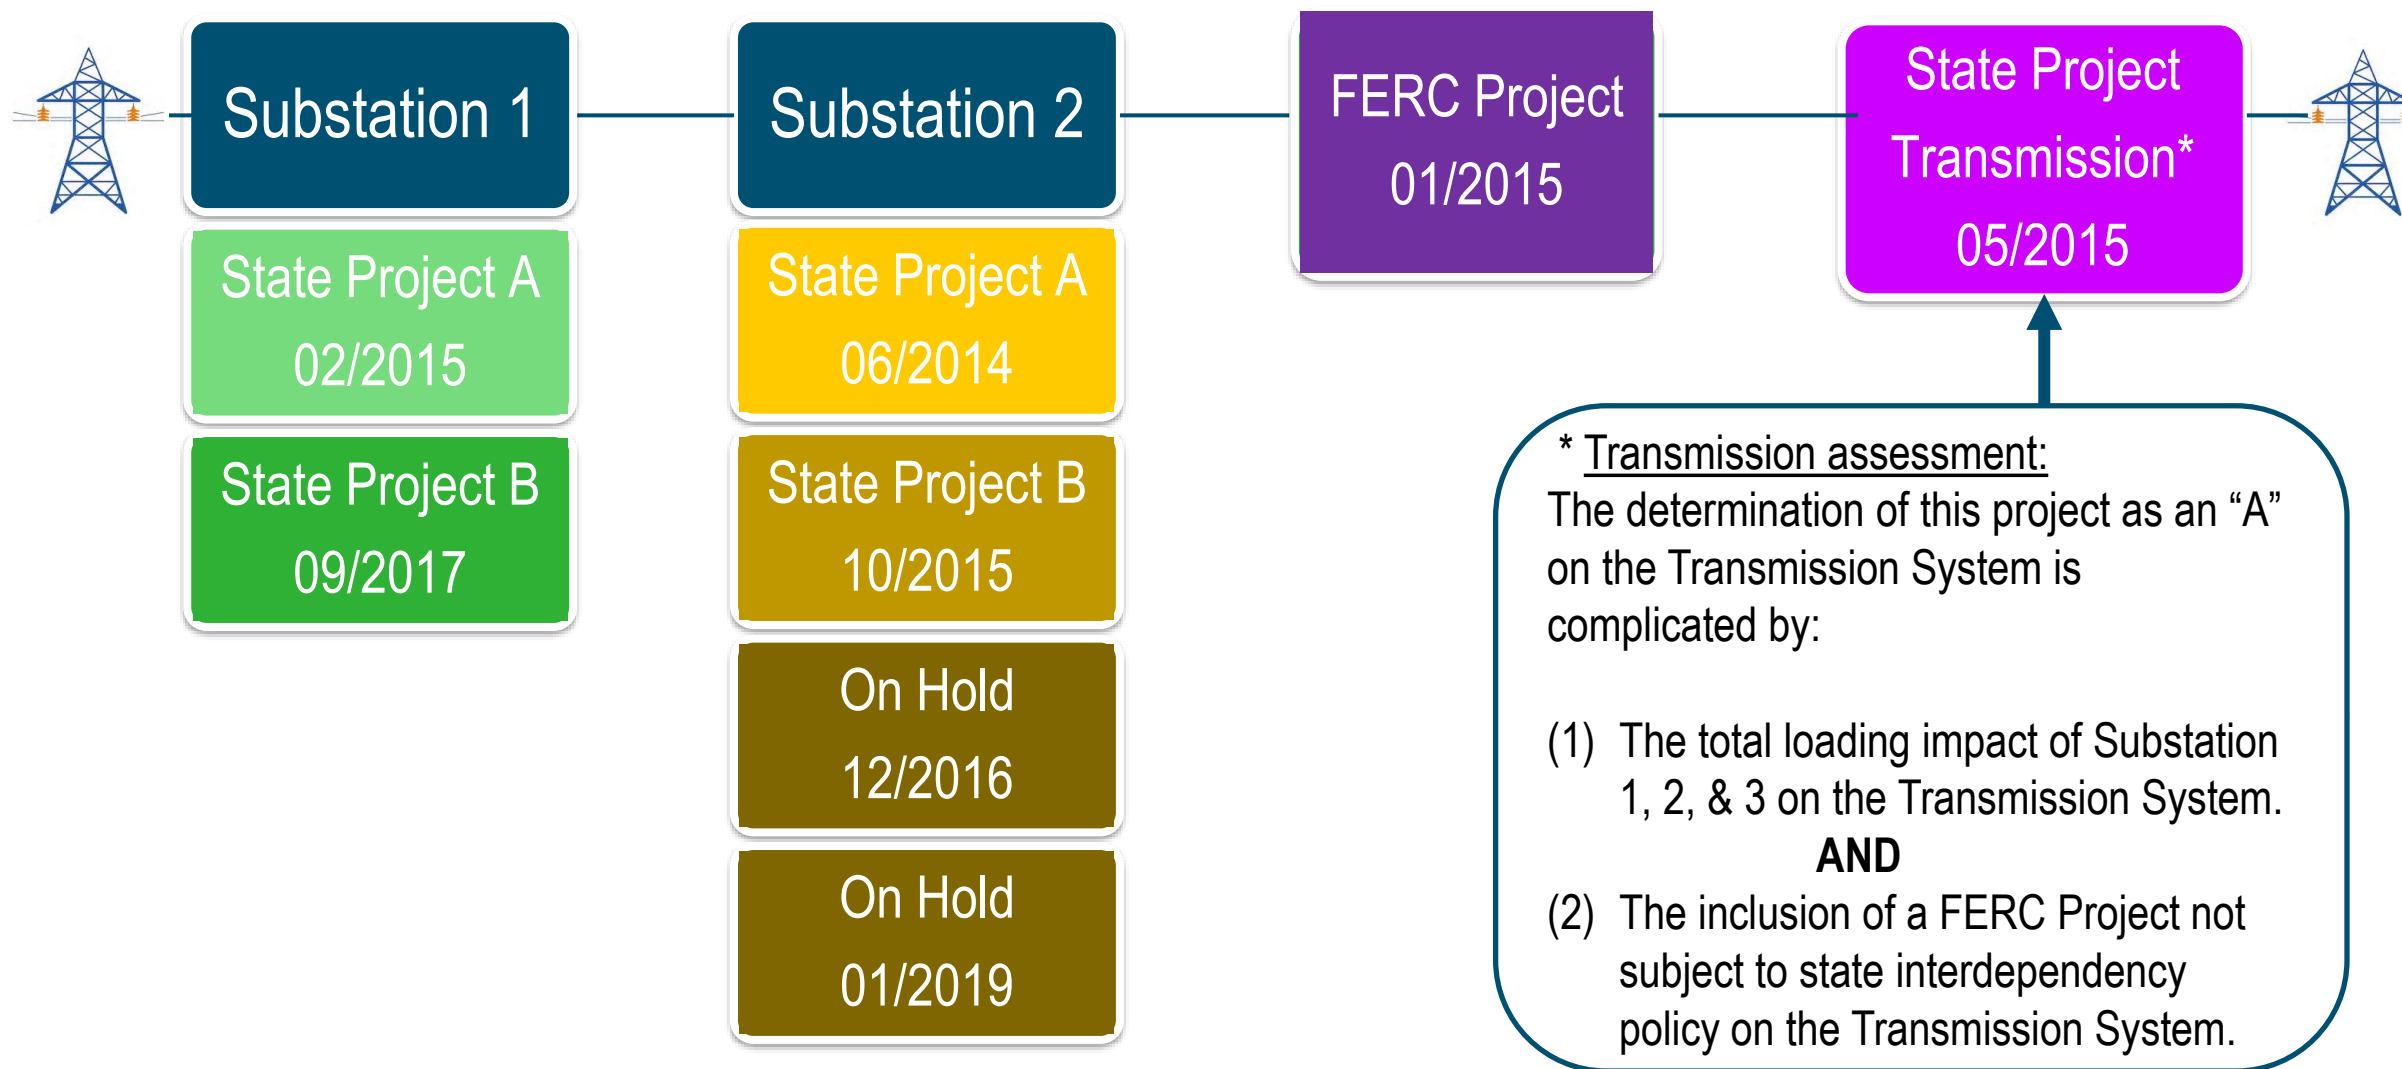 Substation 1
State Project A
02/2015
State Project B
09/2017
Substation 2
State Project A
06/2014
State Project B
10/2015
On Hold
12/2016
On Hold
01/2019
FERC Project
01/2015
State Project
Transmission*
05/2015
* Transmission assessment:
The determination of this project as an “A”
on the Transmission System is
complicated by:
(1) The total loading impact of Substation
1, 2, & 3 on the Transmission System.
AND
(2) The inclusion of a FERC Project not
subject to state interdependency
policy on the Transmission System.